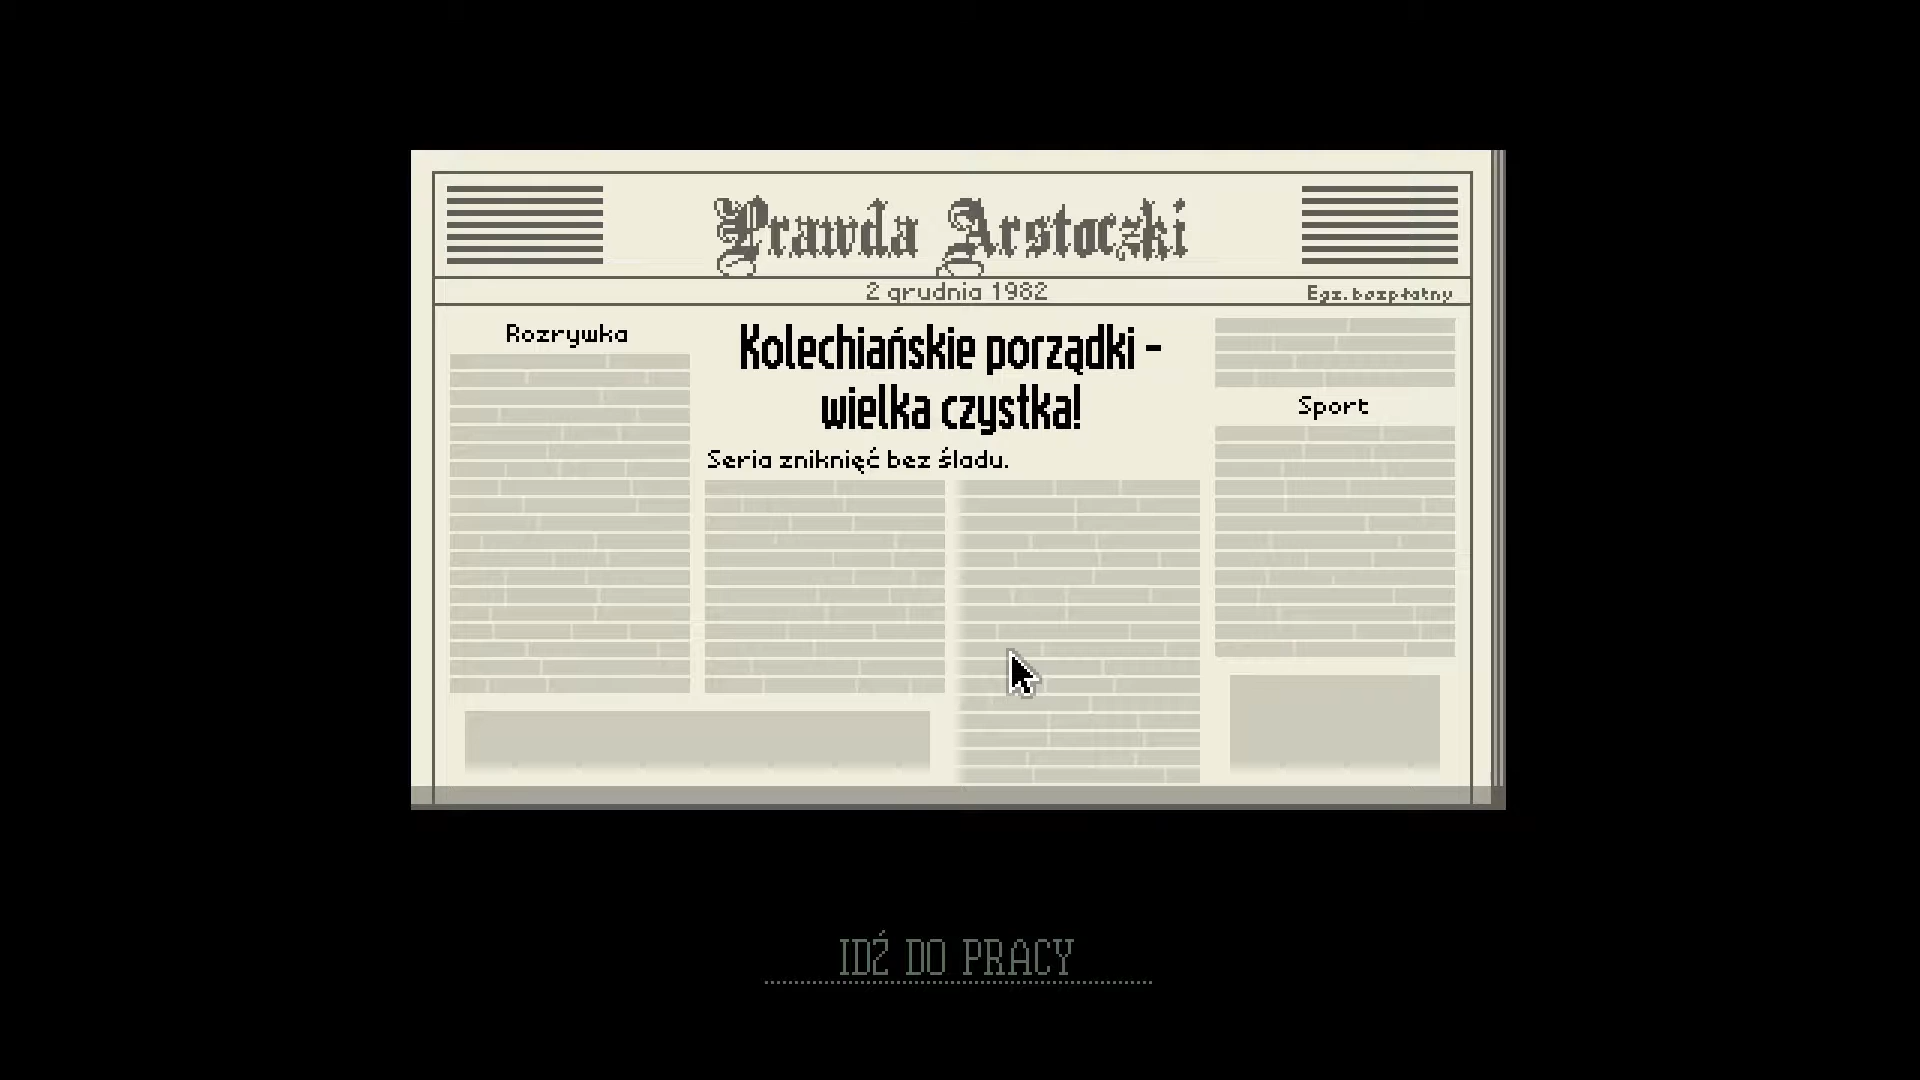 Prawda Arstoczki
2 grudnia 1982
Egz. bezpłatny
Rozrywka
Kolechiańskie porządki -
wielka czystka!
Seria zniknięć bez śladu.
Sport
IDŹ DO PRACY